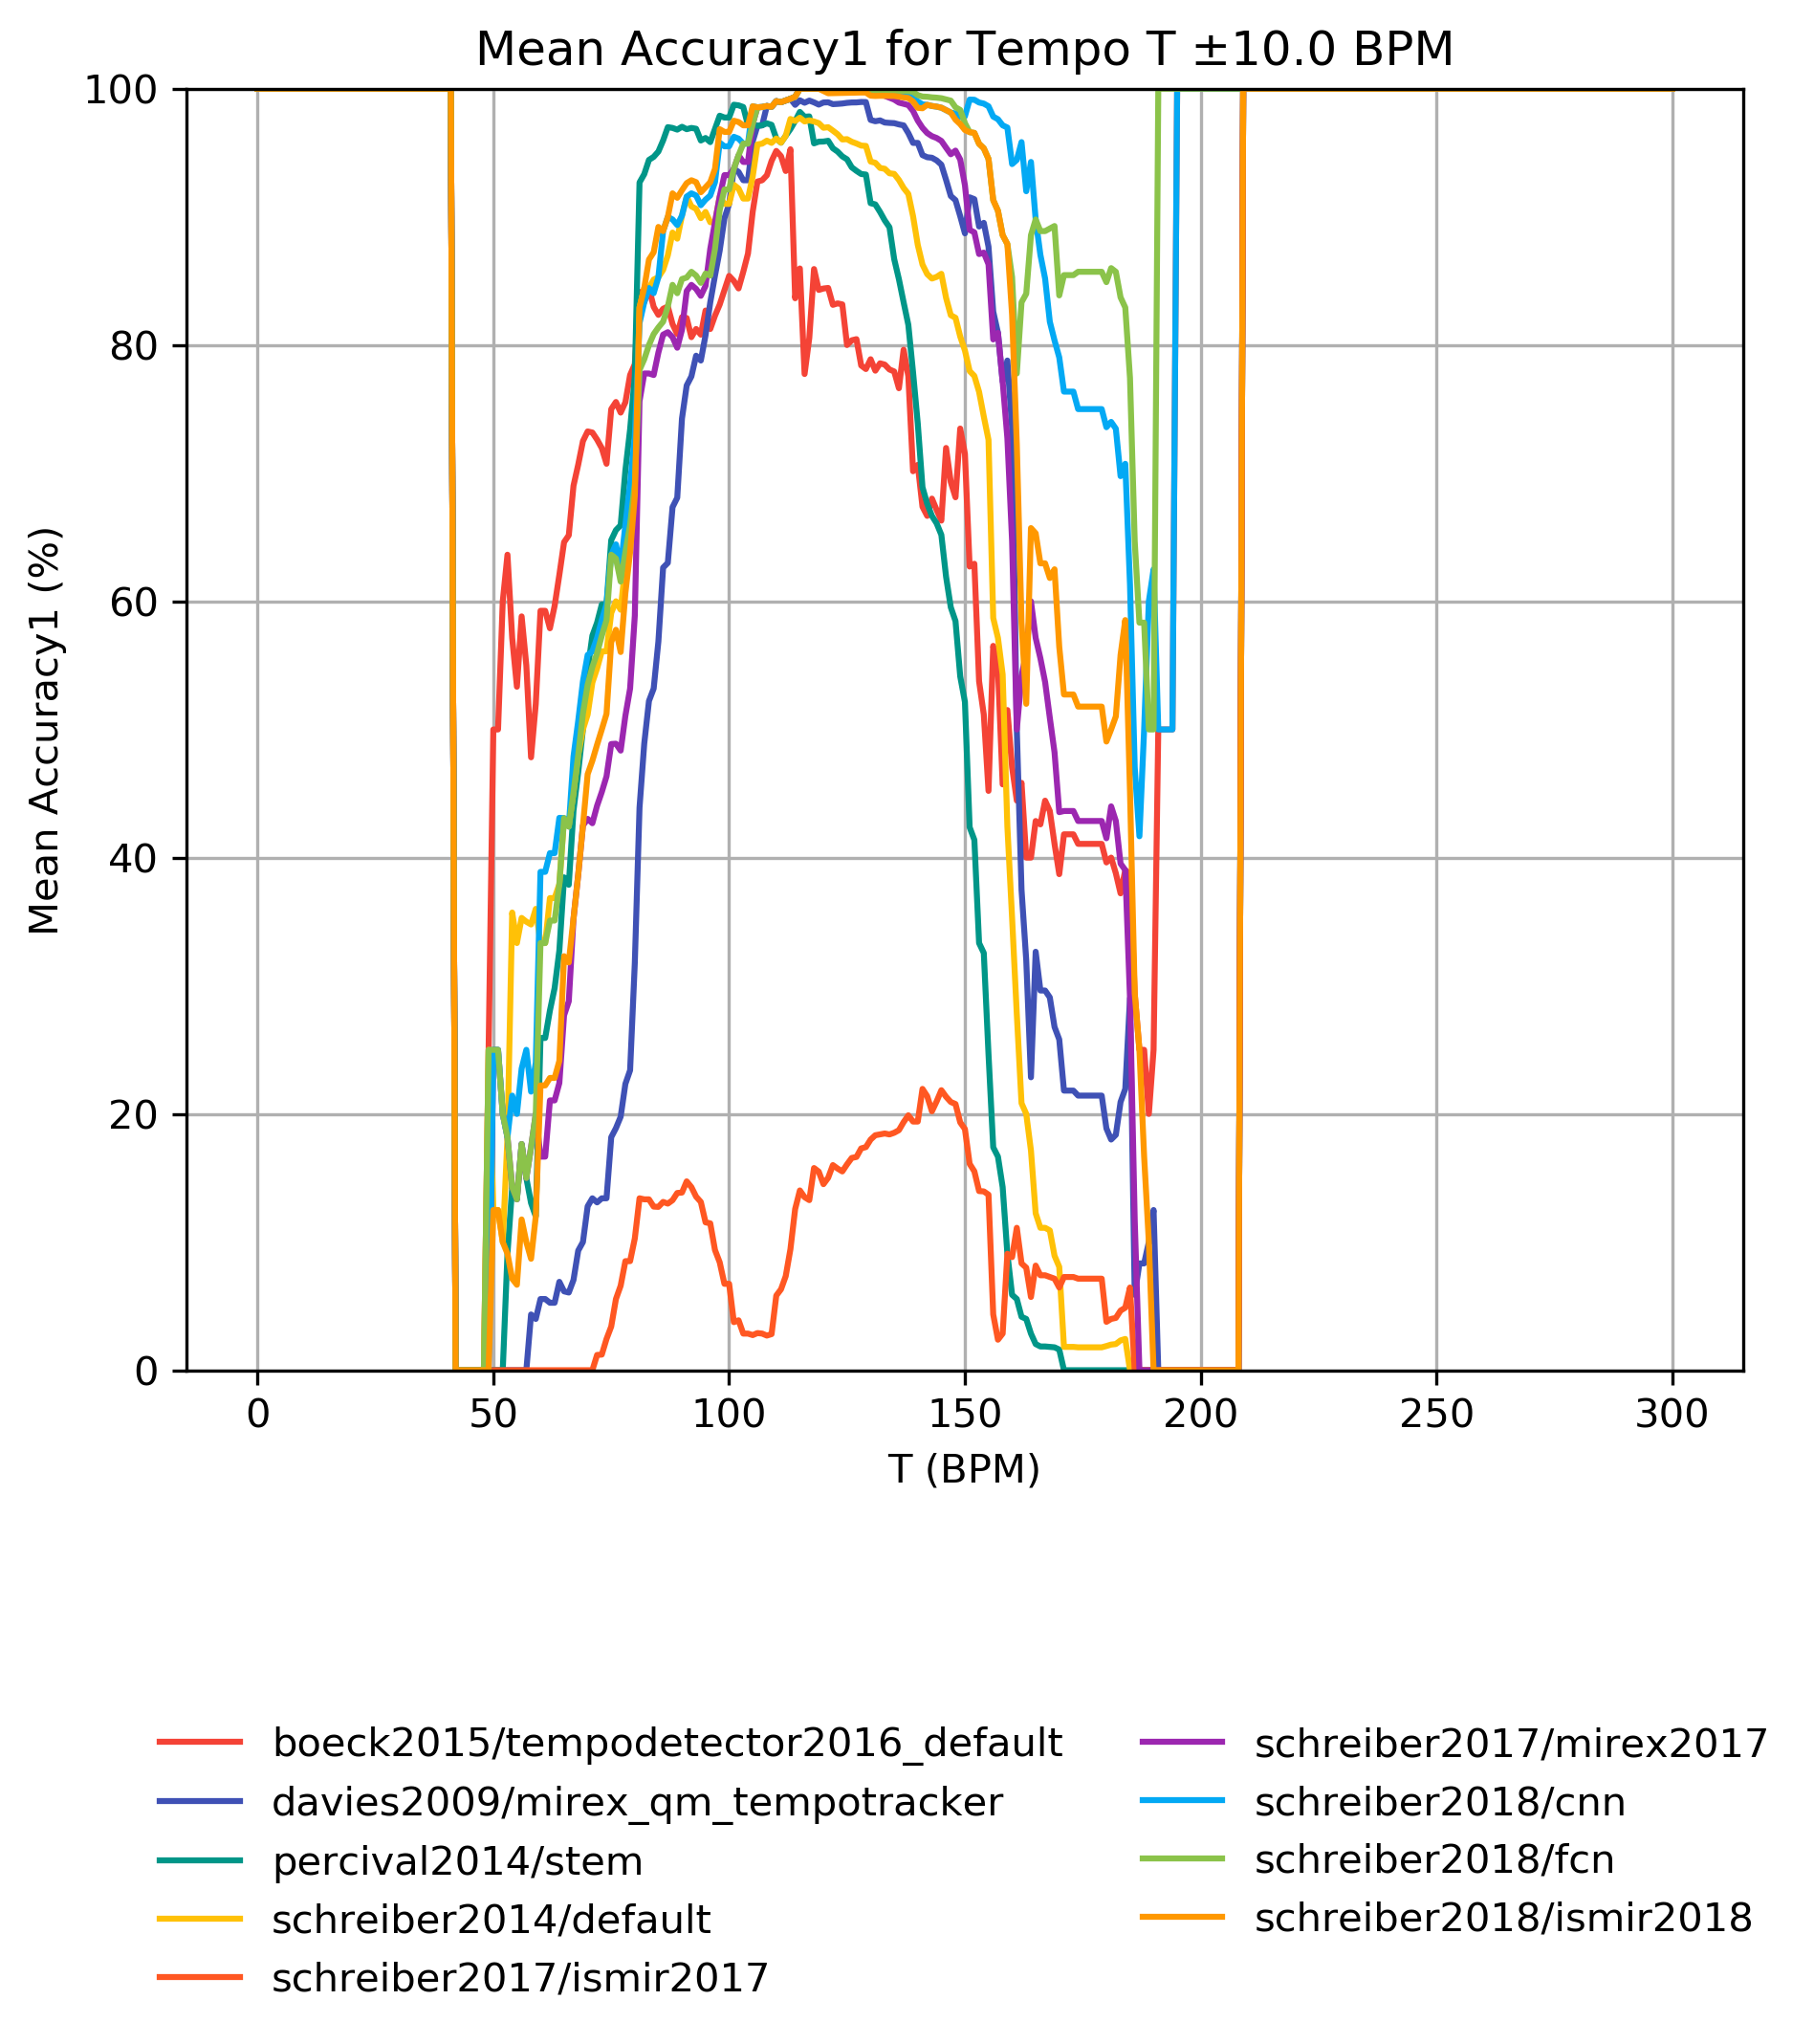 Mean Accuracy1 for Tempo T ±10.0 BPM
100
80
60
40
20
0
Mean Accuracy1 (%)
0 50 100 150 200 250 300
T (BPM)
boeck2015/tempodetector2016_default
davies2009/mirex_qm_tempotracker
percival2014/stem
schreiber2014/default
schreiber2017/ismir2017
schreiber2017/mirex2017
schreiber2018/cnn
schreiber2018/fcn
schreiber2018/ismir2018